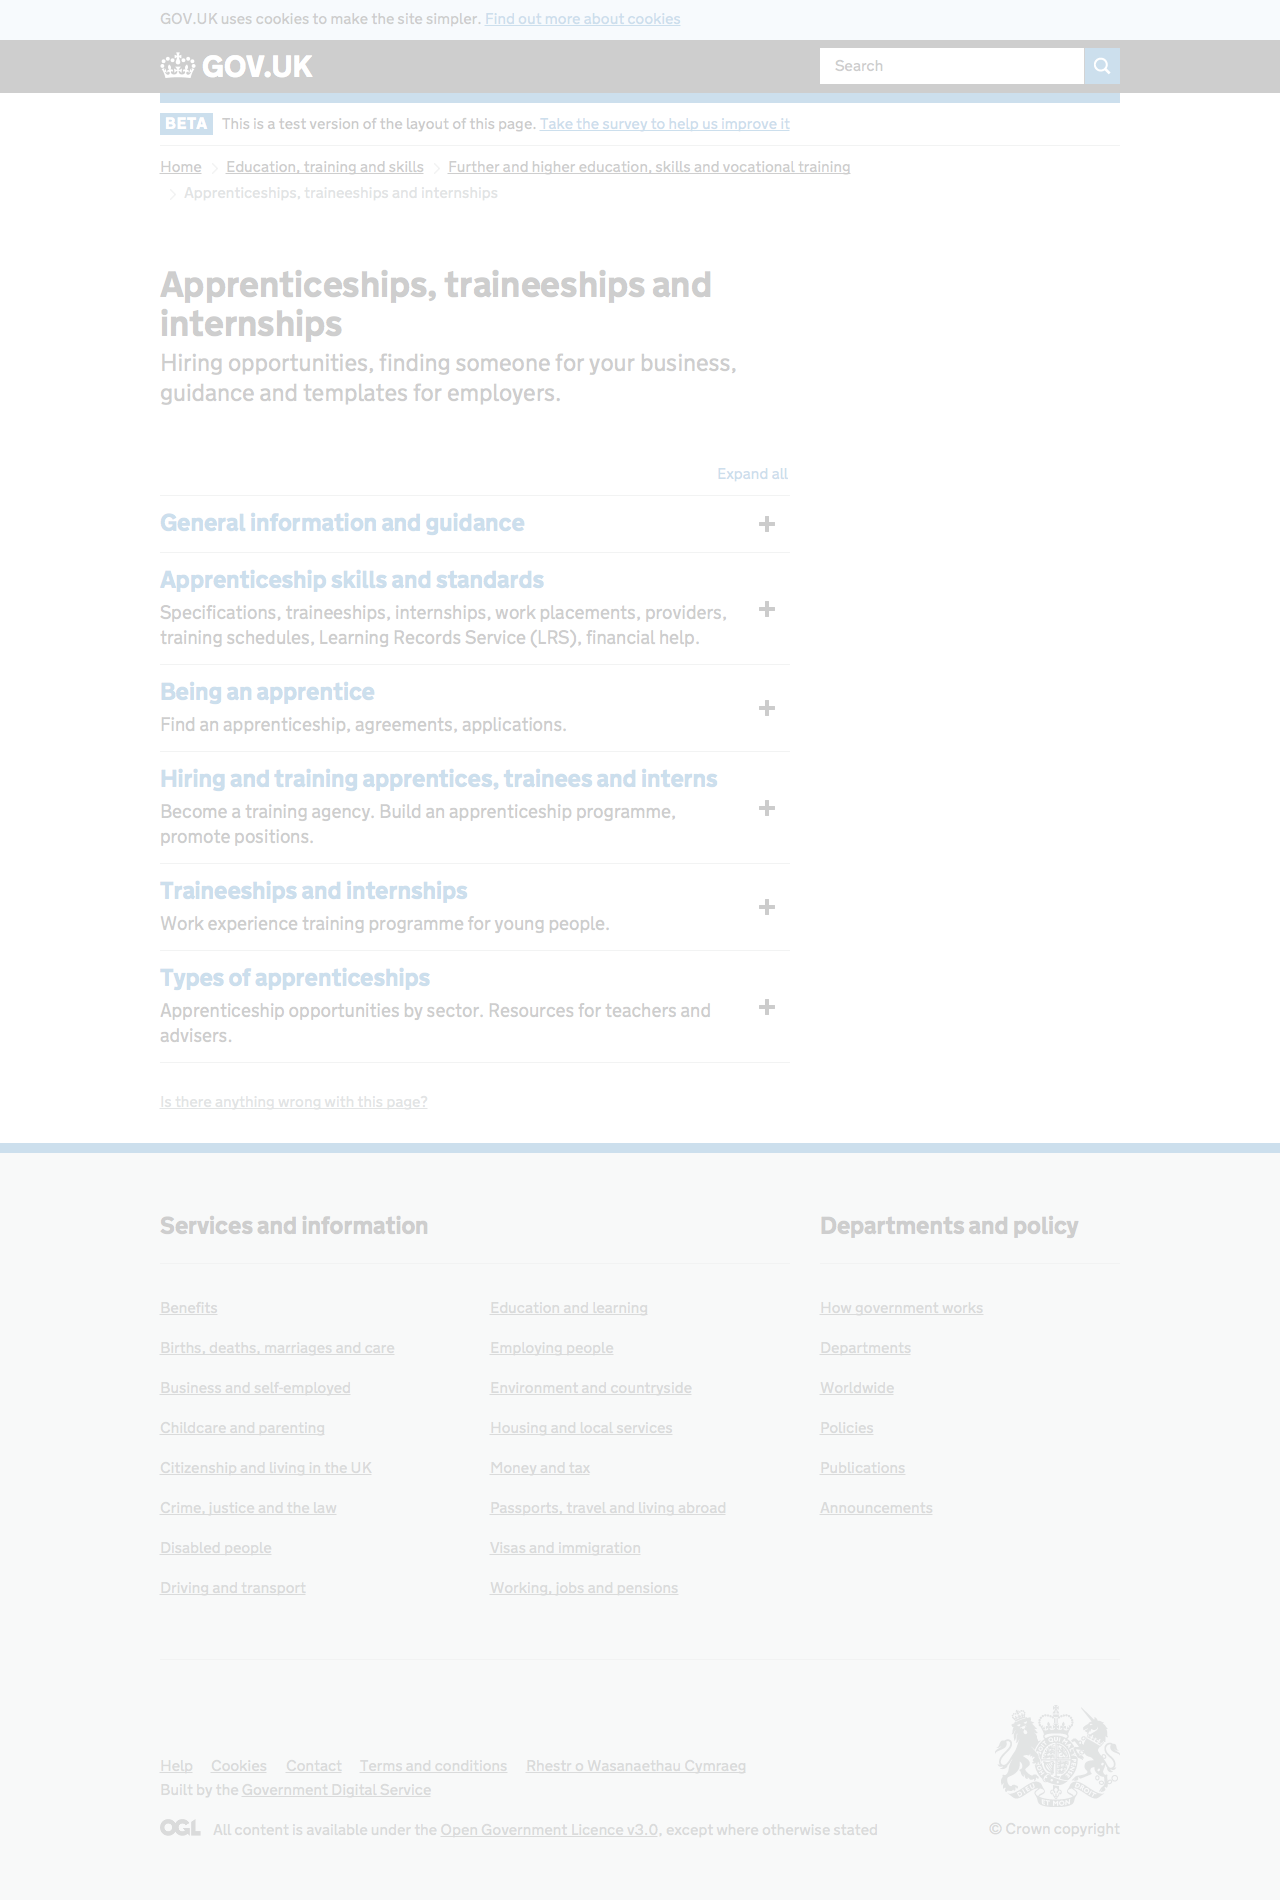 GOV.UK uses cookies to make the site simpler. Find out more about cookies
GOV.UK
Search
BETA This is a test version of the layout of this page. Take the survey to help us improve it
Home Education, training and skills Further and higher education, skills and vocational training
Apprenticeships, traineeships and internships
Apprenticeships, traineeships and
internships
Hiring opportunities, finding someone for your business,
guidance and templates for employers.
Expand all
General information and guidance
Apprenticeship skills and standards
Specifications, traineeships, internships, work placements, providers,
training schedules, Learning Records Service (LRS), financial help.
Being an apprentice
Find an apprenticeship, agreements, applications.
Hiring and training apprentices, trainees and interns
Become a training agency. Build an apprenticeship programme,
promote positions.
Traineeships and internships
Work experience training programme for young people.
Types of apprenticeships
Apprenticeship opportunities by sector. Resources for teachers and
advisers.
Is there anything wrong with this page?
Services and information
Benefits
Births, deaths, marriages and care
Business and self-employed
Childcare and parenting
Citizenship and living in the UK
Crime, justice and the law
Disabled people
Driving and transport
Education and learning
Employing people
Environment and countryside
Housing and local services
Money and tax
Passports, travel and living abroad
Visas and immigration
Working, jobs and pensions
Departments and policy
How government works
Departments
Worldwide
Policies
Publications
Announcements
Help Cookies Contact Terms and conditions Rhestr o Wasanaethau Cymraeg
Built by the Government Digital Service
OGL All content is available under the Open Government Licence v3.0, except where otherwise stated
© Crown copyright